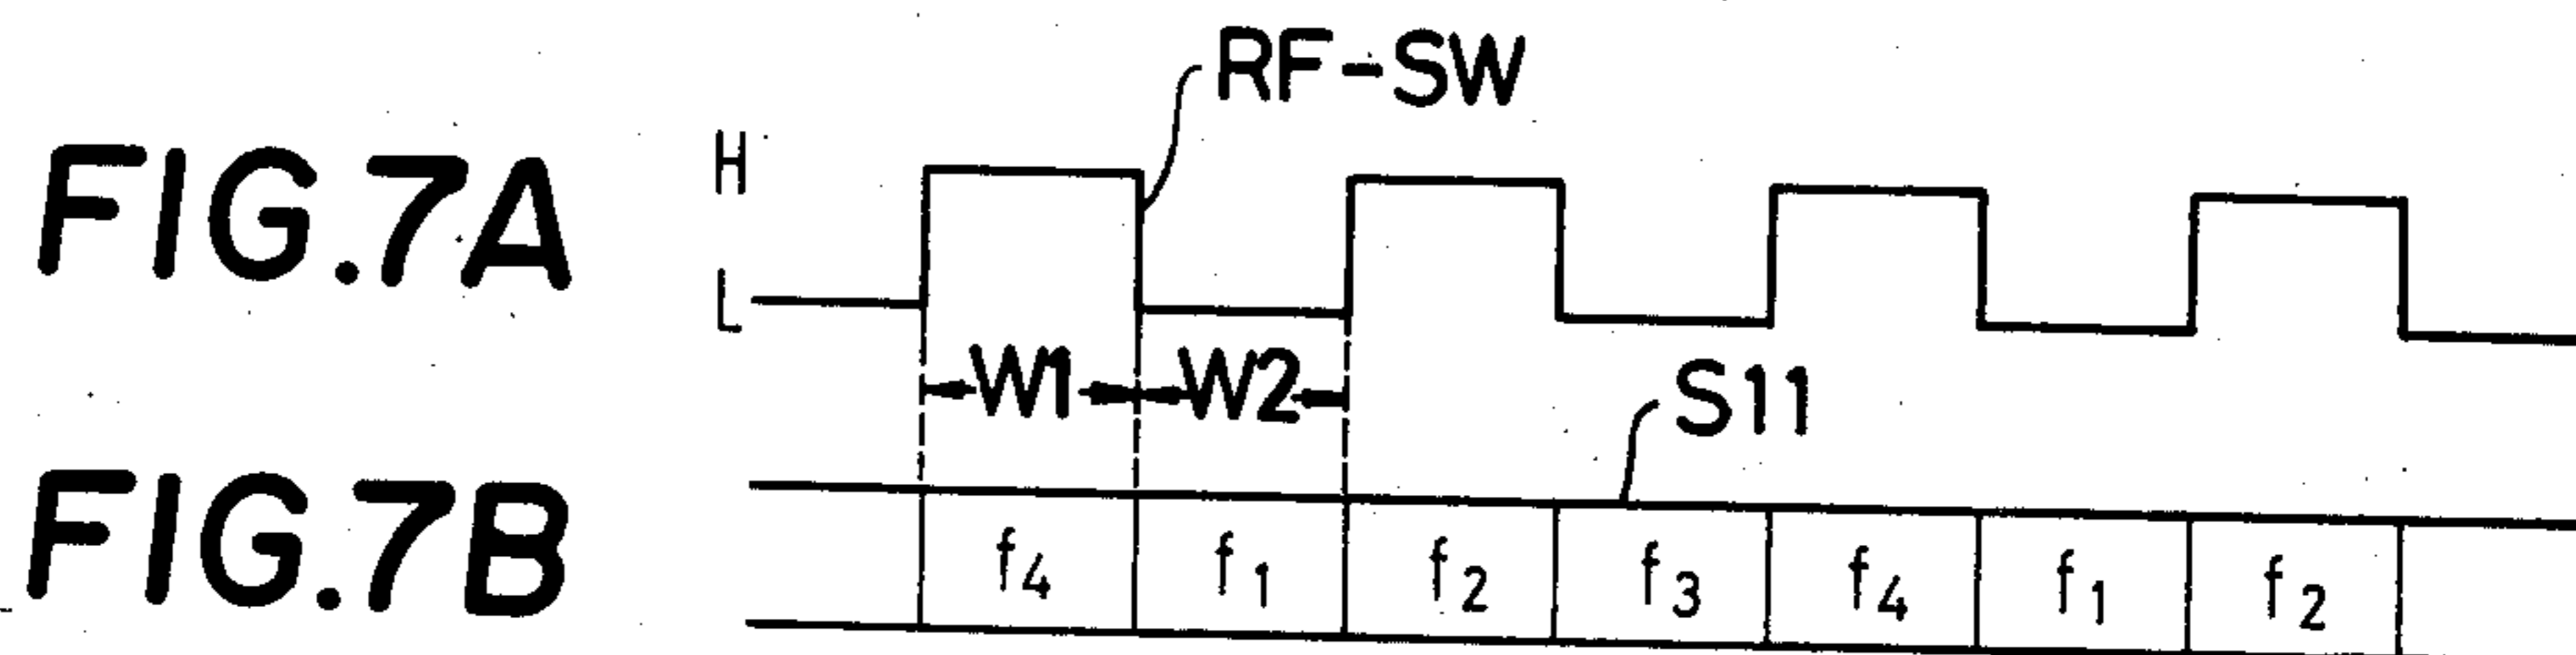 RF-SW
FIG.7A
H
L
W1 W2
S11
FIG.7B
f4 f1 f2 f3 f4 f1 f2